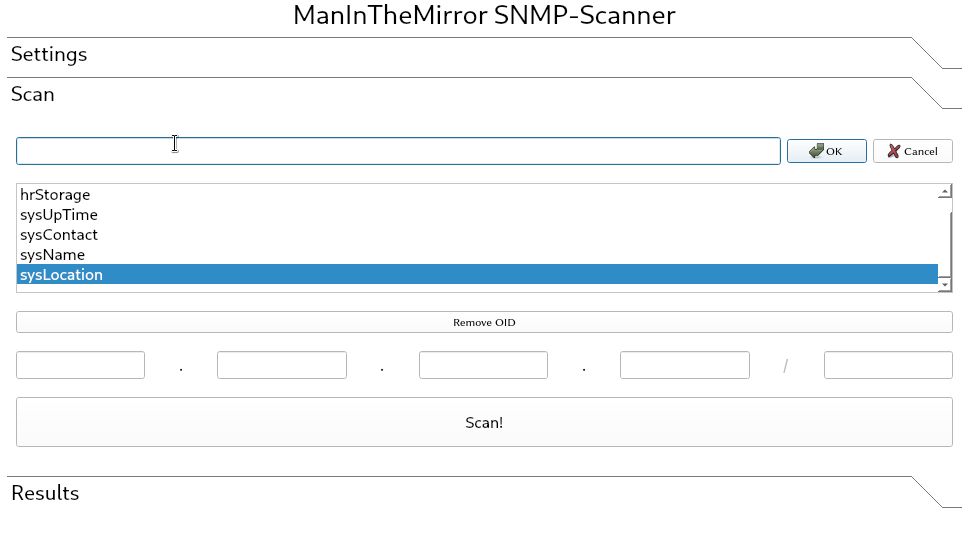 ManInTheMirror SNMP-Scanner
Settings
Scan
OK Cancel
hrStorage
sysUpTime
sysContact
sysName
sysLocation
Remove OID
. . . /
Scan!
Results